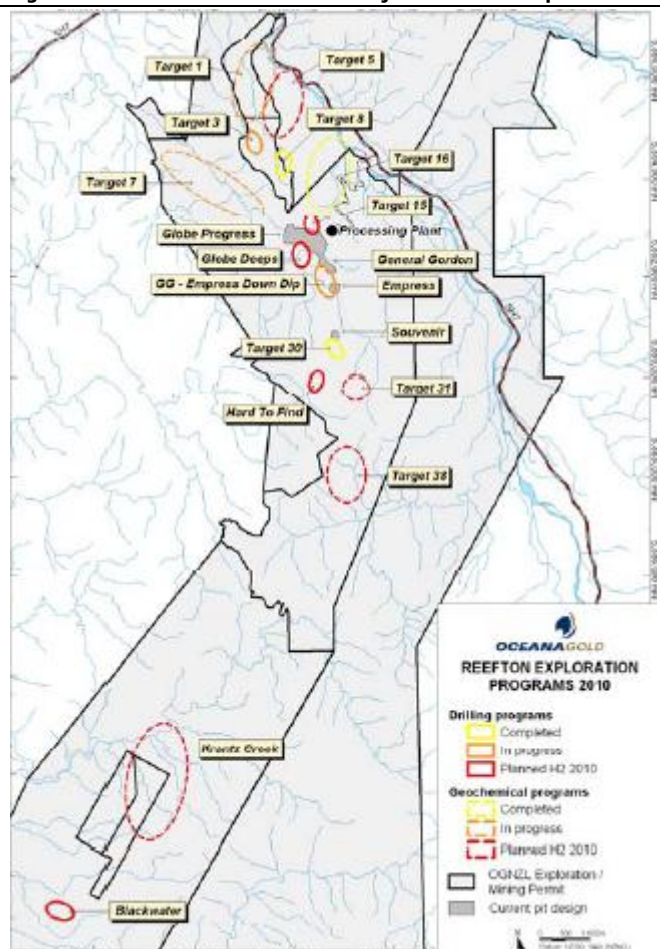 Target 1
Target 5
Target 3
Target 8
Target 16
Target 7
Target 15
Globe Progress
Processing Plant
Globe Deeps
General Gordon
GG - Empress Down Dip
Empress
Souvenir
Target 30
Target 31
Hard To Find
Target 38
Krantz Creek
Blackwater
OCEANAGOLD
REEFTON EXPLORATION
PROGRAMS 2010
Drilling programs
Completed
In progress
Planned H2 2010
Geochemical programs
Completed
In progress
Planned H2 2010
OGNZL Exploration /
Mining Permit
Current pit design